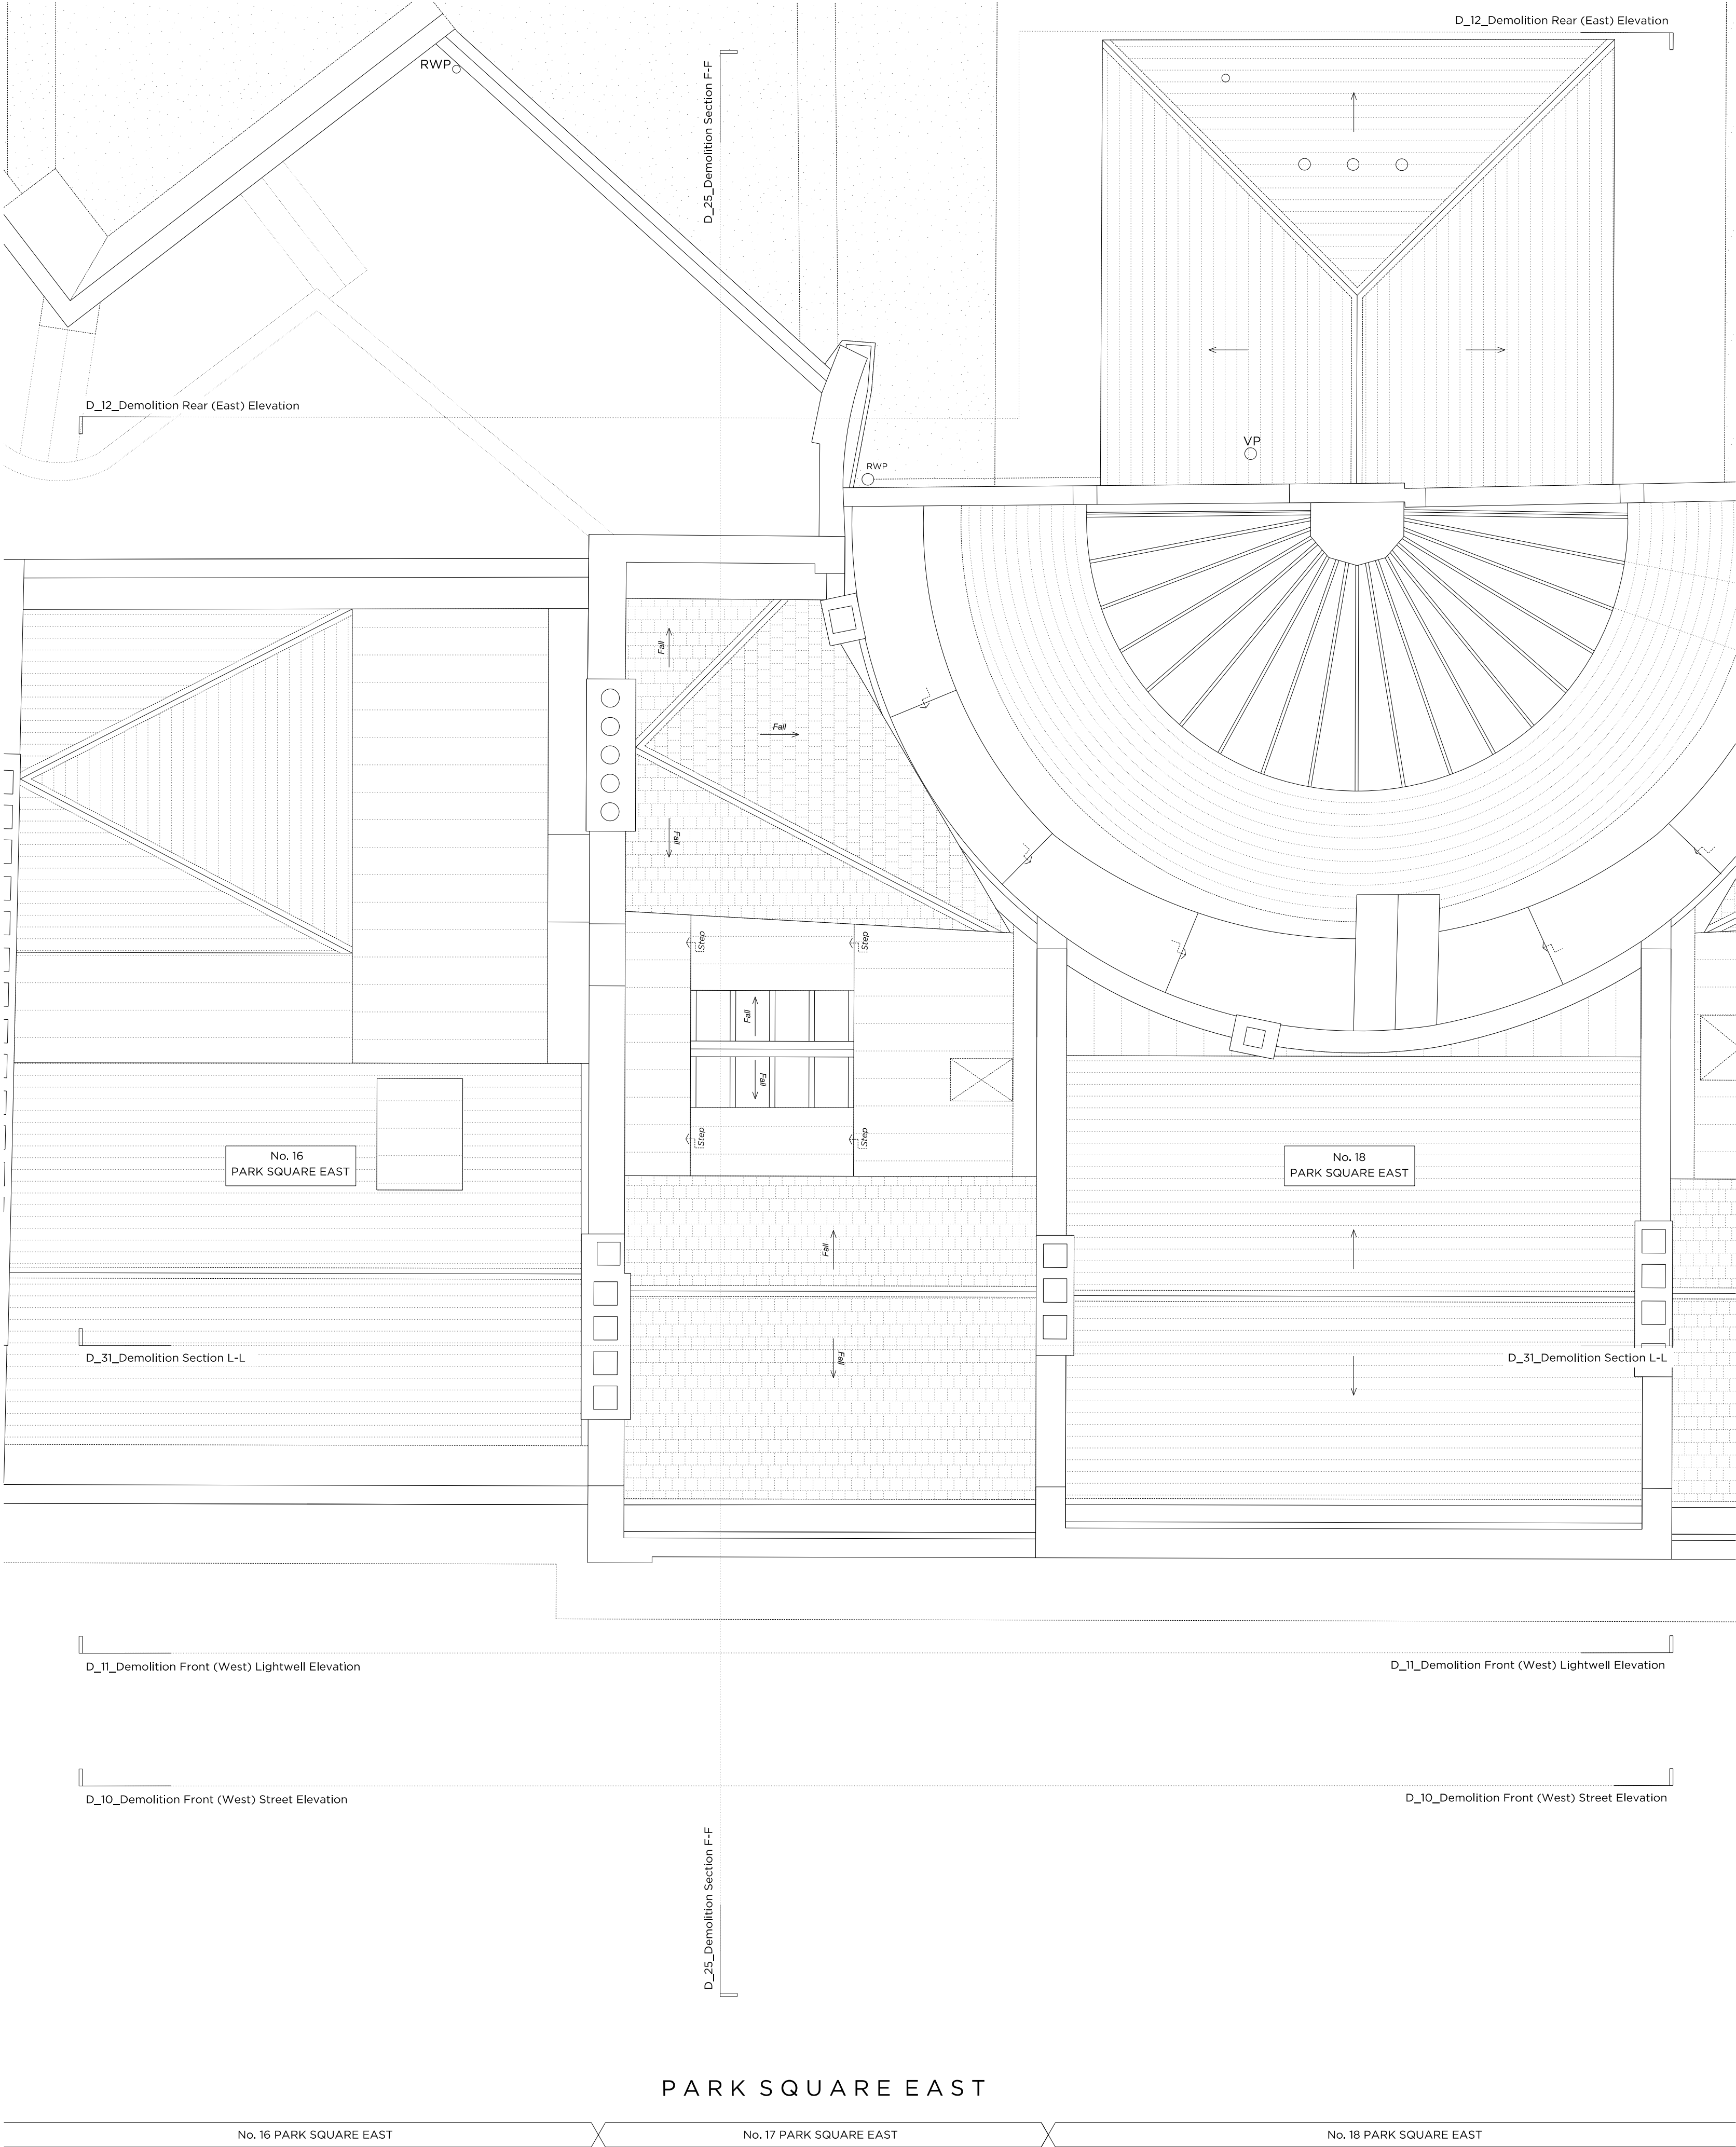 D_12_Demolition Rear (East) Elevation
RWP
D_25_Demolition Section F-F
D_12_Demolition Rear (East) Elevation
VP
RWP
Fall
Fall
Fall
Step
Step
Fall
Fall
Step
Step
No. 16
PARK SQUARE EAST
No. 18
PARK SQUARE EAST
Fall
Fall
D_31_Demolition Section L-L
D_31_Demolition Section L-L
D_11_Demolition Front (West) Lightwell Elevation
D_11_Demolition Front (West) Lightwell Elevation
D_10_Demolition Front (West) Street Elevation
D_10_Demolition Front (West) Street Elevation
D_25_Demolition Section F-F
PARK SQUARE EAST
No. 16 PARK SQUARE EAST
No. 17 PARK SQUARE EAST
No. 18 PARK SQUARE EAST